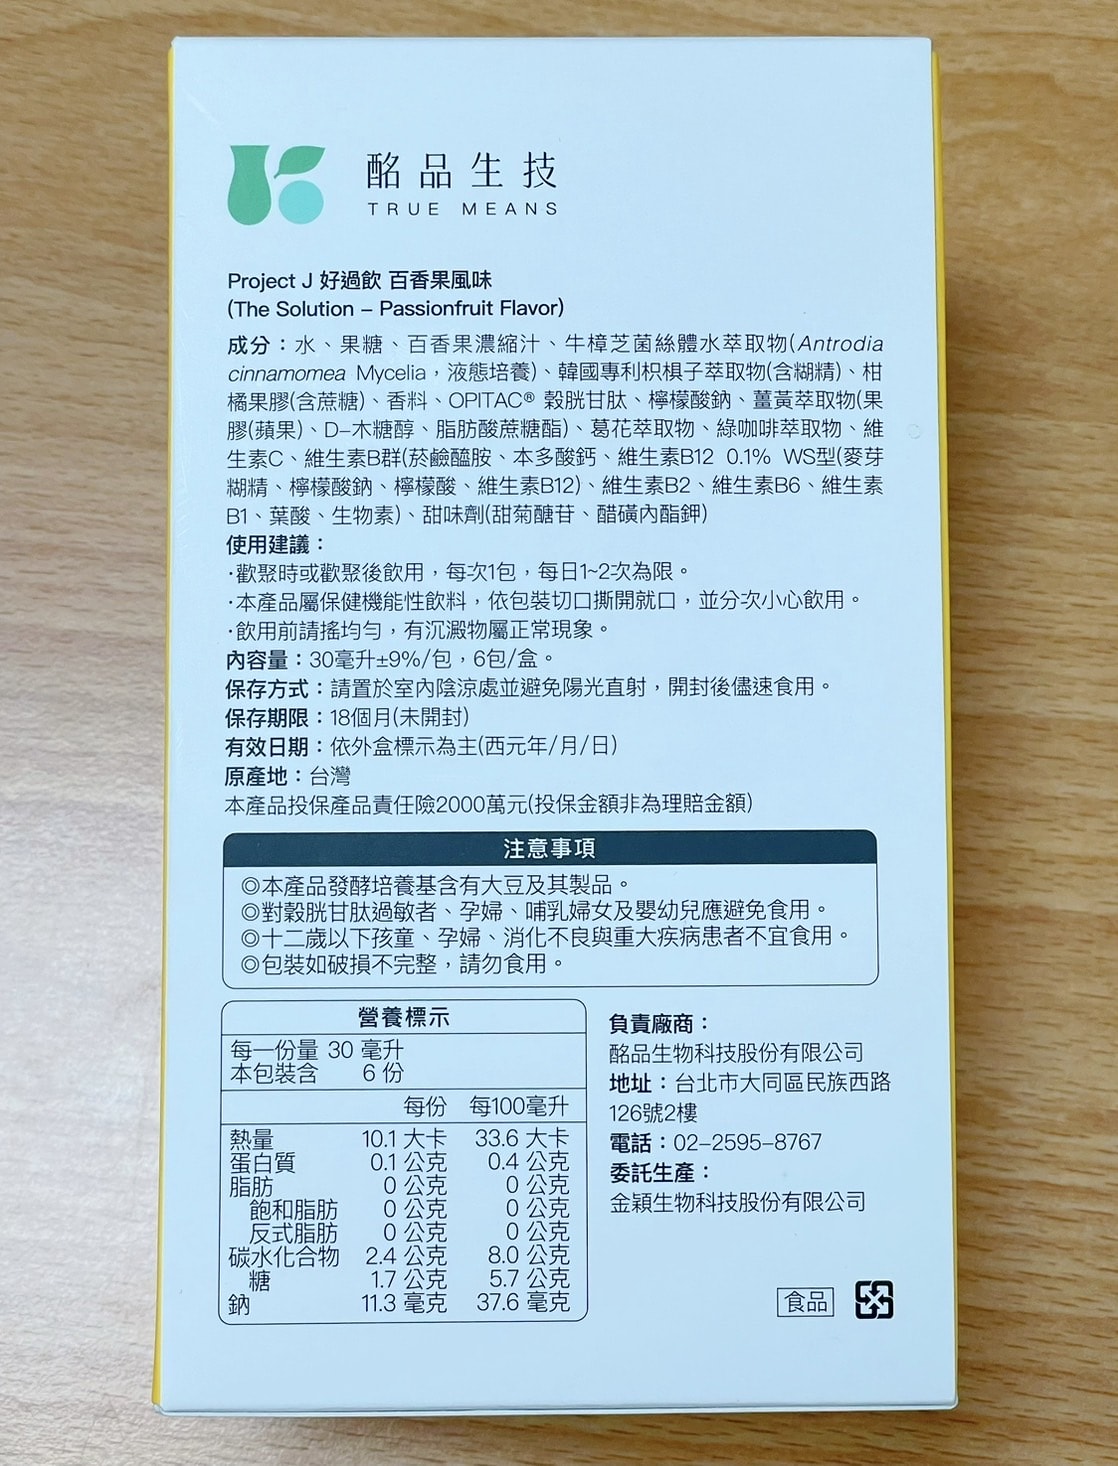 酩品生技
TRUE MEANS
Project J 好過飲 百香果風味
(The Solution – Passionfruit Flavor)
成分：水、果糖、百香果濃縮汁、牛樟芝菌絲體水萃取物(Antrodia
cinnamomea Mycelia，液態培養)、韓國專利枳椇子萃取物(含糊精)、柑
橘果膠(含蔗糖)、香料、OPITAC® 穀胱甘肽、檸檬酸鈉、薑黃萃取物(果
膠(蘋果)、D–木糖醇、脂肪酸蔗糖酯)、葛花萃取物、綠咖啡萃取物、維
生素C、維生素B群(菸鹼醯胺、本多酸鈣、維生素B12 0.1% WS型(麥芽
糊精、檸檬酸鈉、檸檬酸、維生素B12)、維生素B2、維生素B6、維生素
B1、葉酸、生物素)、甜味劑(甜菊醣苷、醋磺內酯鉀)
使用建議：
·歡聚時或歡聚後飲用，每次1包，每日1~2次為限。
·本產品屬保健機能性飲料，依包裝切口撕開就口，並分次小心飲用。
·飲用前請搖均勻，有沉澱物屬正常現象。
內容量：30毫升±9%/包，6包/盒。
保存方式：請置於室內陰涼處並避免陽光直射，開封後儘速食用。
保存期限：18個月(未開封)
有效日期：依外盒標示為主(西元年/月/日)
原產地：台灣
本產品投保產品責任險2000萬元(投保金額非為理賠金額)
注意事項
◎本產品發酵培養基含有大豆及其製品。
◎對穀胱甘肽過敏者、孕婦、哺乳婦女及嬰幼兒應避免食用。
◎十二歲以下孩童、孕婦、消化不良與重大疾病患者不宜食用。
◎包裝如破損不完整，請勿食用。
營養標示
每一份量 30 毫升
本包裝含 6 份
每份 每100毫升
熱量 10.1 大卡 33.6 大卡
蛋白質 0.1 公克 0.4 公克
脂肪 0 公克 0 公克
飽和脂肪 0 公克 0 公克
反式脂肪 0 公克 0 公克
碳水化合物 2.4 公克 8.0 公克
糖 1.7 公克 5.7 公克
鈉 11.3 毫克 37.6 毫克
負責廠商：
酩品生物科技股份有限公司
地址：台北市大同區民族西路
126號2樓
電話：02–2595–8767
委託生產：
金穎生物科技股份有限公司
食品